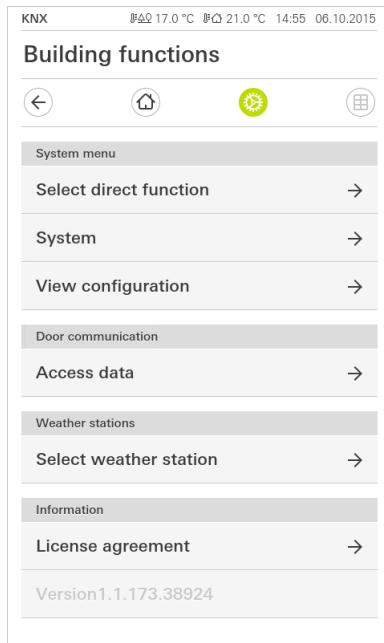 KNX 17.0 °C 21.0 °C 14:55 06.10.2015
Building functions
System menu
Select direct function
System
View configuration
Door communication
Access data
Weather stations
Select weather station
Information
License agreement
Version1.1.173.38924